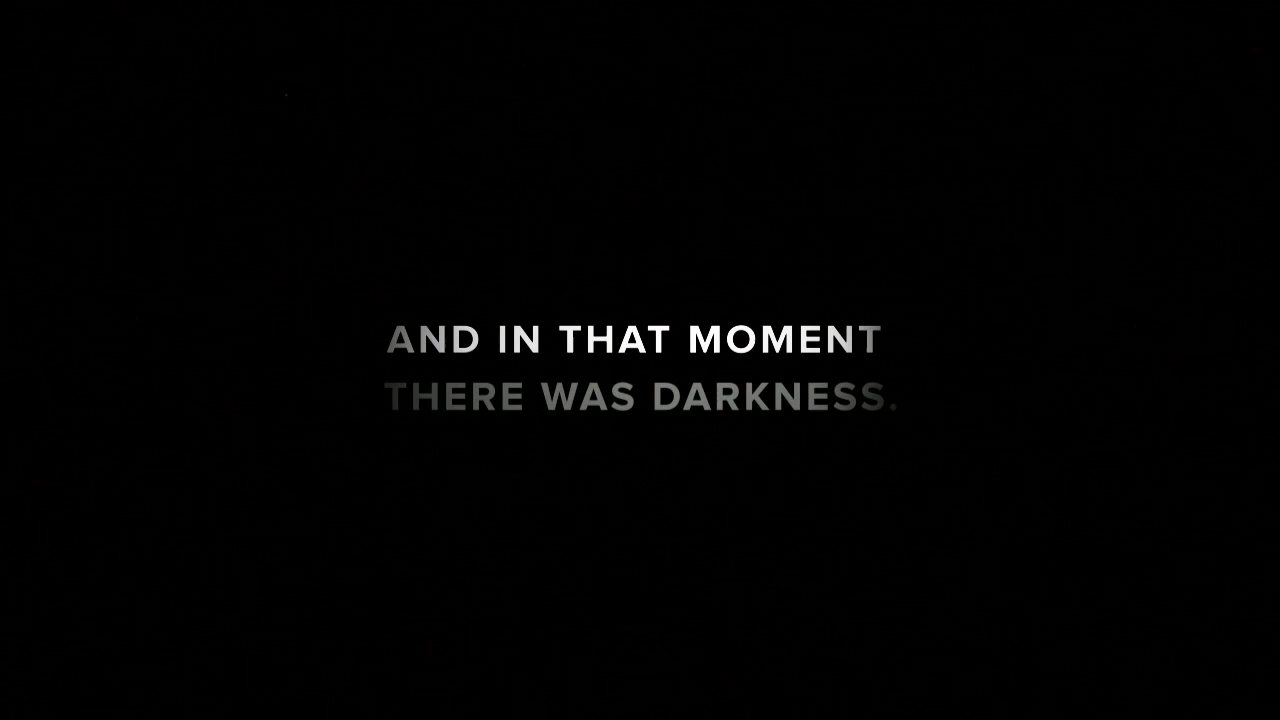 AND IN THAT MOMENT
THERE WAS DARKNESS.